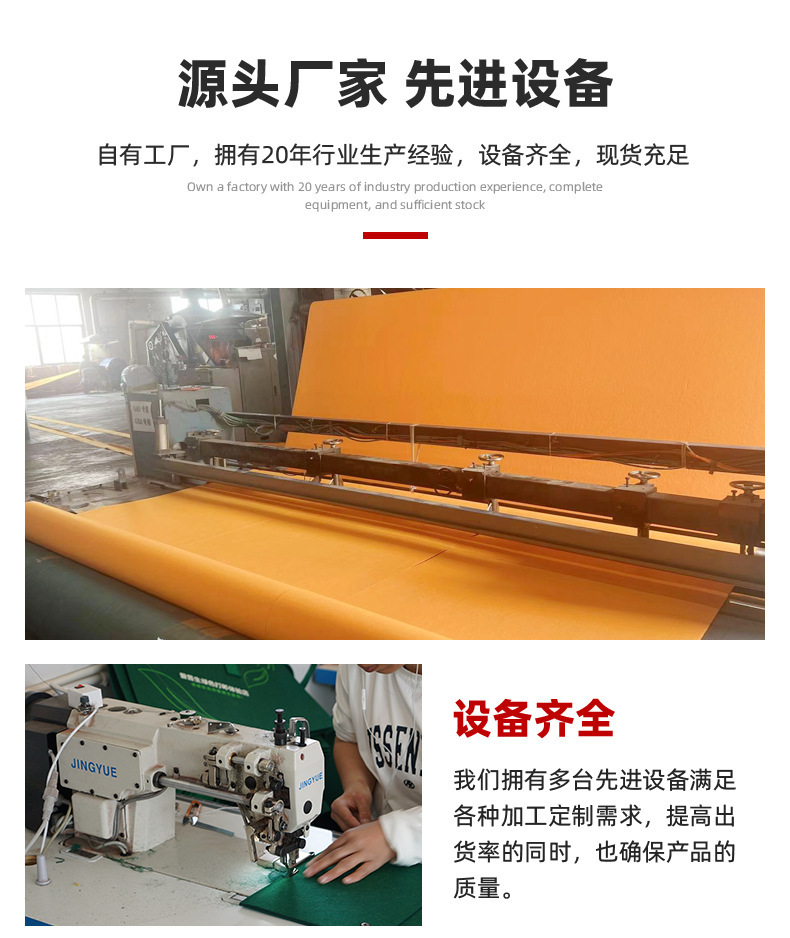 源头厂家 先进设备
自有工厂，拥有20年行业生产经验，设备齐全，现货充足
Own a factory with 20 years of industry production experience, complete
equipment, and sufficient stock
JINGYUE
JINGYUE
ESSEN
设备齐全
我们拥有多台先进设备满足
各种加工定制需求，提高出
货率的同时，也确保产品的
质量。